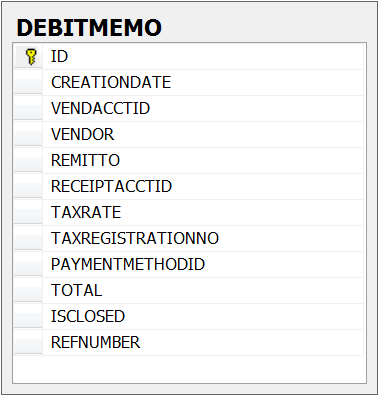 DEBITMEMO
ID
CREATIONDATE
VENDACCTID
VENDOR
REMITTO
RECEIPTACCTID
TAXRATE
TAXREGISTRATIONNO
PAYMENTMETHODID
TOTAL
ISCLOSED
REFNUMBER